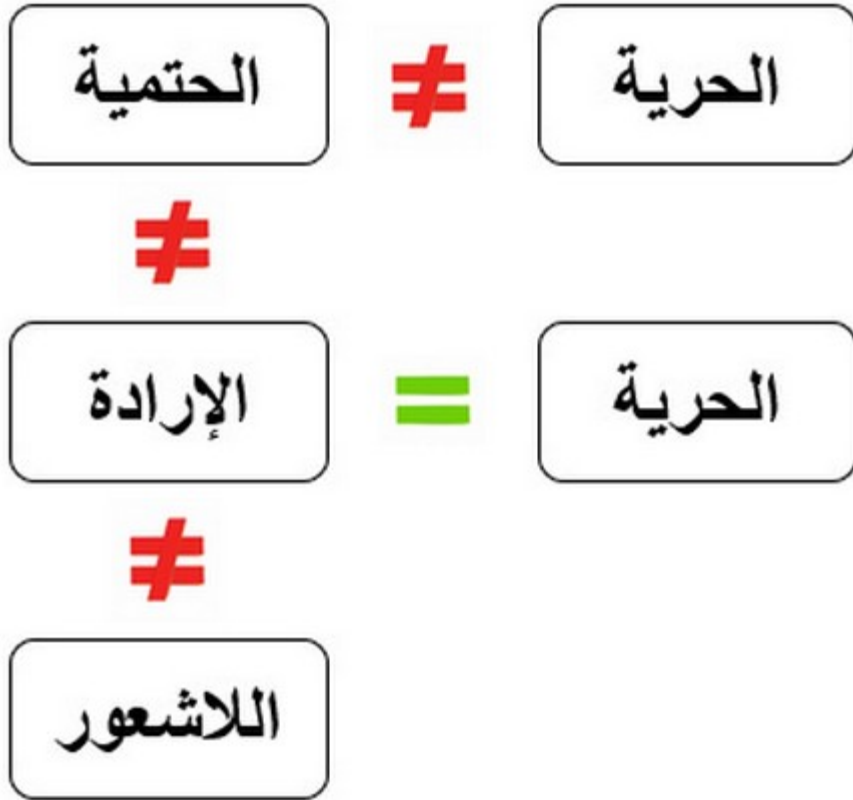 الحرية ≠ الحتمية
≠
الحرية = الإرادة
≠
اللاشعور